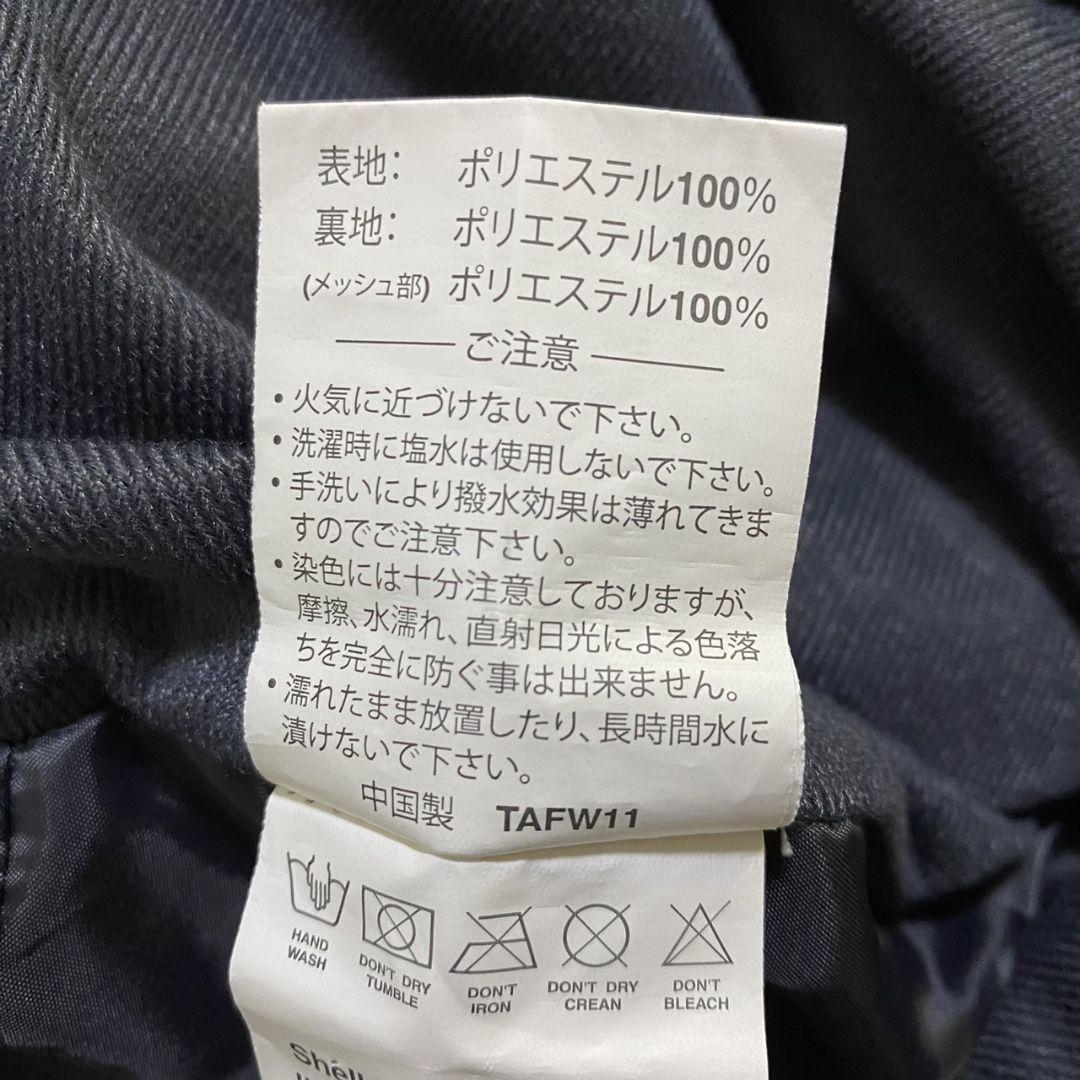 表地: ポリエステル100%
裏地: ポリエステル100%
(メッシュ部) ポリエステル100%
ご注意
・火気に近づけないで下さい。
・洗濯時に塩水は使用しないで下さい。
・手洗いにより撥水効果は薄れてきま
すのでご注意下さい。
・染色には十分注意しておりますが、
摩擦、水濡れ、直射日光による色落
ちを完全に防ぐ事は出来ません。
・濡れたまま放置したり、長時間水に
漬けないで下さい。
中国製 TAFW11
HAND
WASH
DON'T DRY
TUMBLE
DON'T
IRON
DON'T DRY
CREAN
DON'T
BLEACH